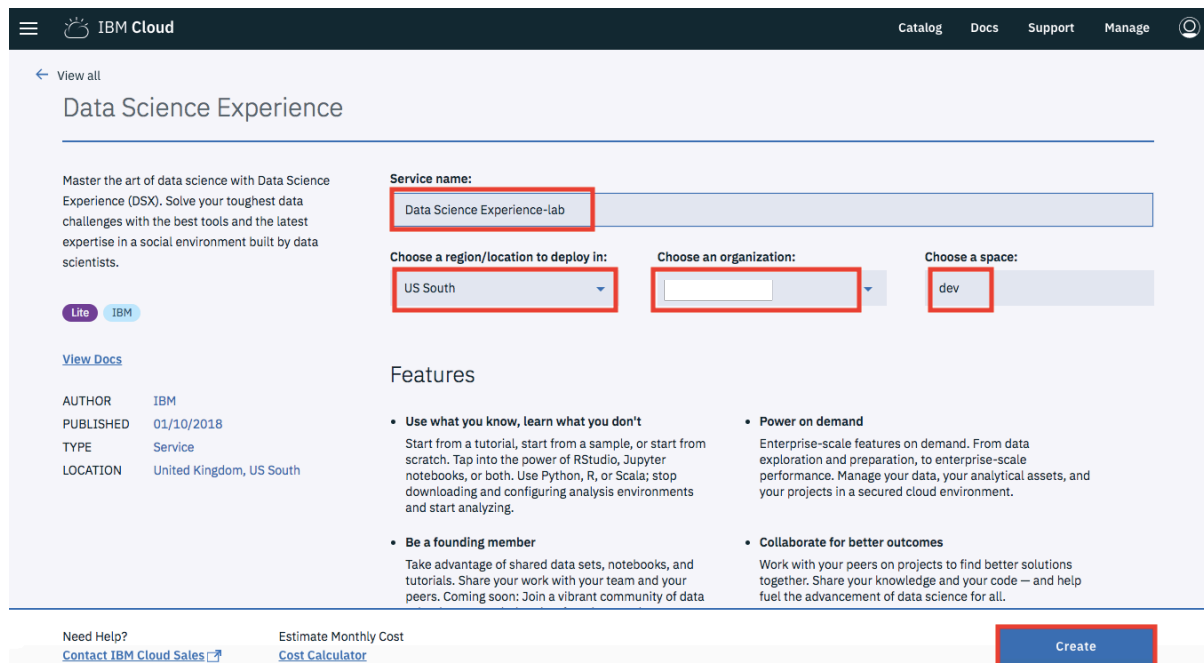 IBM Cloud
Catalog Docs Support Manage
View all
Data Science Experience
Master the art of data science with Data Science
Experience (DSX). Solve your toughest data
challenges with the best tools and the latest
expertise in a social environment built by data
scientists.
Lite IBM
View Docs
AUTHOR IBM
PUBLISHED 01/10/2018
TYPE Service
LOCATION United Kingdom, US South
Service name:
Data Science Experience-lab
Choose a region/location to deploy in:
US South
Choose an organization:
Choose a space:
dev
Features
• Use what you know, learn what you don't
Start from a tutorial, start from a sample, or start from
scratch. Tap into the power of RStudio, Jupyter
notebooks, or both. Use Python, R, or Scala; stop
downloading and configuring analysis environments
and start analyzing.
• Power on demand
Enterprise-scale features on demand. From data
exploration and preparation, to enterprise-scale
performance. Manage your data, your analytical assets, and
your projects in a secured cloud environment.
• Be a founding member
Take advantage of shared data sets, notebooks, and
tutorials. Share your work with your team and your
peers. Coming soon: Join a vibrant community of data
• Collaborate for better outcomes
Work with your peers on projects to find better solutions
together. Share your knowledge and your code — and help
fuel the advancement of data science for all.
Need Help?
Contact IBM Cloud Sales
Estimate Monthly Cost
Cost Calculator
Create